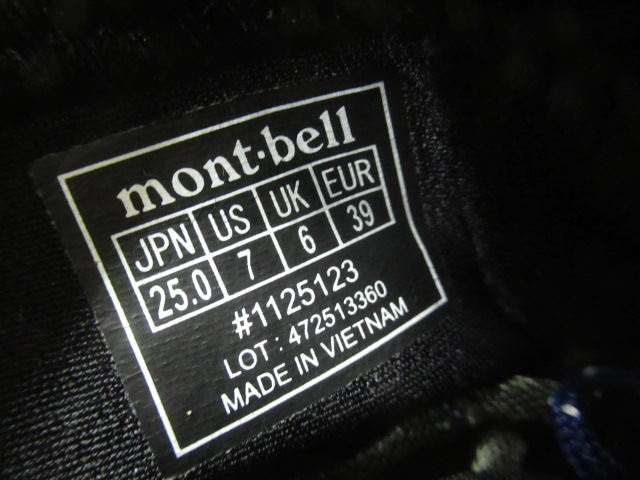 mont-bell
JPN US UK EUR
25.0 7 6 39
#1125123
LOT : 472513360
MADE IN VIETNAM